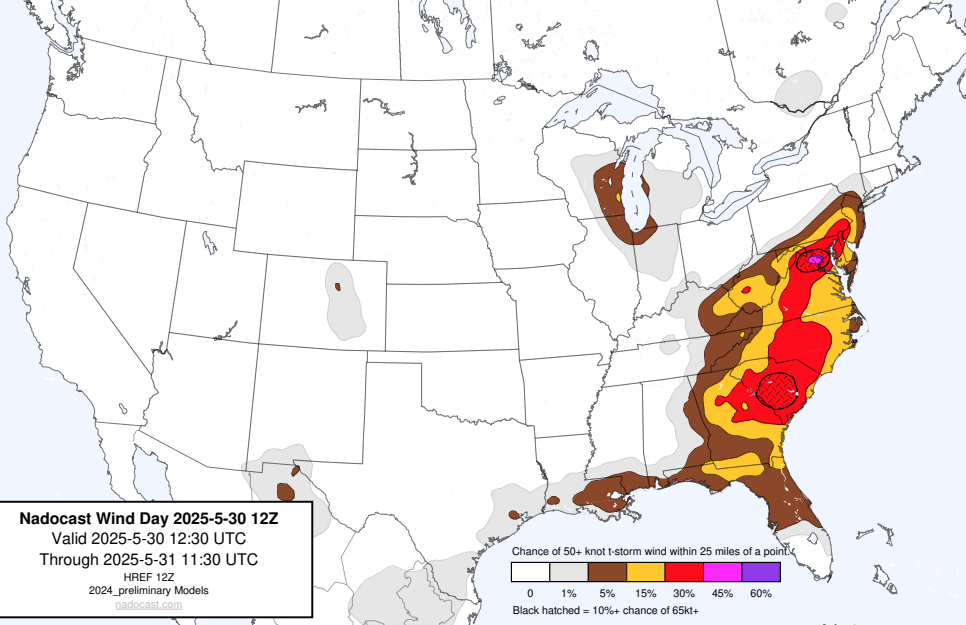 Nadocast Wind Day 2025-5-30 12Z
Valid 2025-5-30 12:30 UTC
Through 2025-5-31 11:30 UTC
HREF 12Z
2024_preliminary Models
nadocast.com
Chance of 50+ knot t-storm wind within 25 miles of a point.
0 1% 5% 15% 30% 45% 60%
Black hatched = 10%+ chance of 65kt+